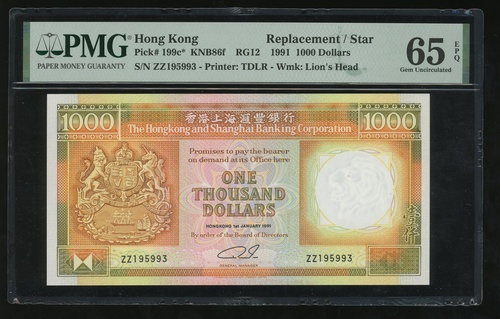 PMG
PAPER MONEY GUARANTY
Hong Kong Replacement / Star
Pick# 199c* KNB86f RG12 1991 1000 Dollars
S/N ZZ195993 - Printer: TDLR - Wmk: Lion's Head
65 EPQ
Gem Uncirculated
1000 香港上海滙豐銀行 1000
The Hongkong and Shanghai Banking Corporation
Promises to pay the bearer
on demand at its Office here
ONE
THOUSAND
DOLLARS
HONGKONG 1st JANUARY 1991
By order of the Board of Directors
ZZ195993 ZZ195993
GENERAL MANAGER